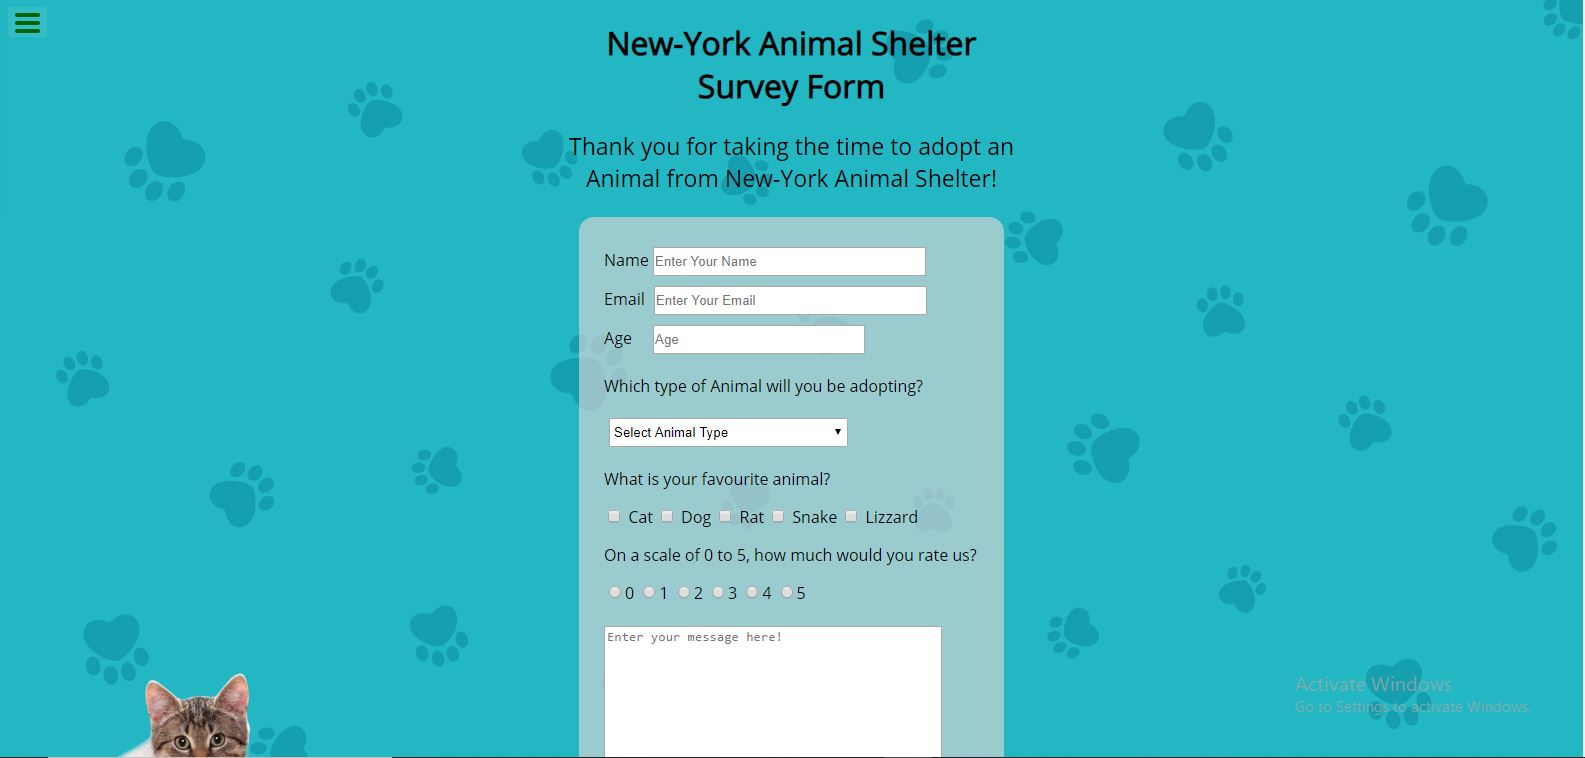 New-York Animal Shelter
Survey Form
Thank you for taking the time to adopt an
Animal from New-York Animal Shelter!
Name Enter Your Name
Email Enter Your Email
Age Age
Which type of Animal will you be adopting?
Select Animal Type
What is your favourite animal?
Cat Dog Rat Snake Lizzard
On a scale of 0 to 5, how much would you rate us?
0 1 2 3 4 5
Enter your message here!
Activate Windows
Go to Settings to activate Windows.